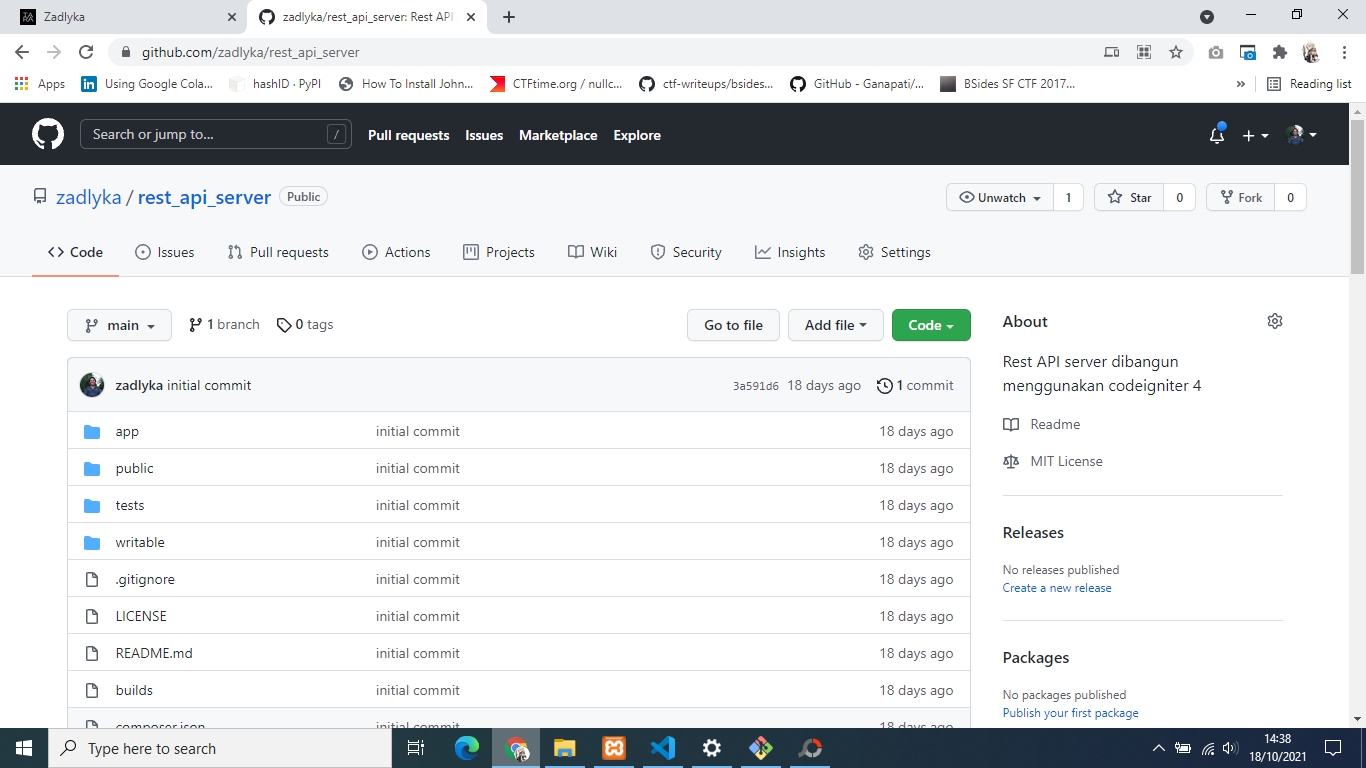 Zadlyka
zadlyka/rest_api_server: Rest API
github.com/zadlyka/rest_api_server
Apps
Using Google Cola...
hashID · PyPI
How To Install John...
CTFtime.org / nullc...
ctf-writeups/bsides...
GitHub - Ganapati/...
BSides SF CTF 2017...
»
Reading list
Search or jump to...
/
Pull requests
Issues
Marketplace
Explore
zadlyka / rest_api_server
Public
Unwatch
1
Star
0
Fork
0
Code
Issues
Pull requests
Actions
Projects
Wiki
Security
Insights
Settings
main
1 branch
0 tags
Go to file
Add file
Code
zadlyka initial commit
3a591d6 18 days ago
1 commit
app initial commit 18 days ago
public initial commit 18 days ago
tests initial commit 18 days ago
writable initial commit 18 days ago
.gitignore initial commit 18 days ago
LICENSE initial commit 18 days ago
README.md initial commit 18 days ago
builds initial commit 18 days ago
composer.json initial commit 18 days ago
About
Rest API server dibangun
menggunakan codeigniter 4
Readme
MIT License
Releases
No releases published
Create a new release
Packages
No packages published
Publish your first package
Type here to search
14:38
18/10/2021